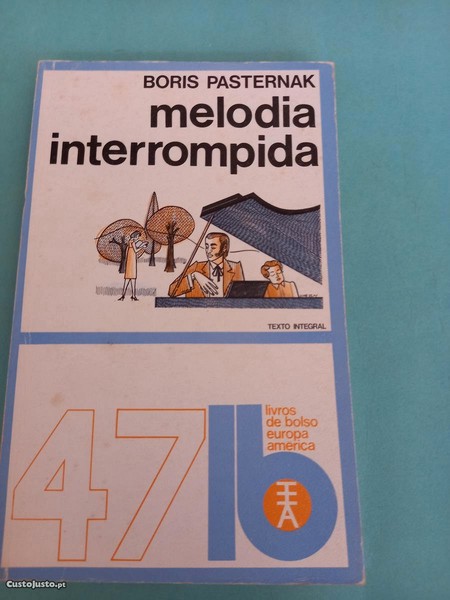 BORIS PASTERNAK
melodia
interrompida
TEXTO INTEGRAL
47
lb
livros
de bolso
europa
américa
CustoJusto.pt